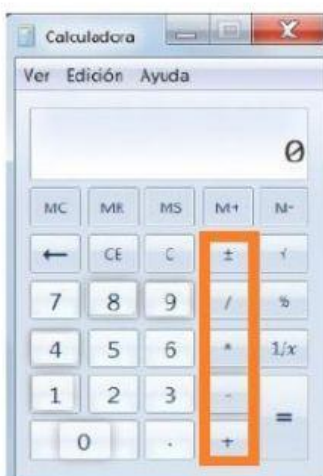 Calculadora
Ver Edición Ayuda
0
MC MR MS M+ M-
← CE C ± √
7 8 9 / %
4 5 6 * 1/x
1 2 3 - =
0 . +